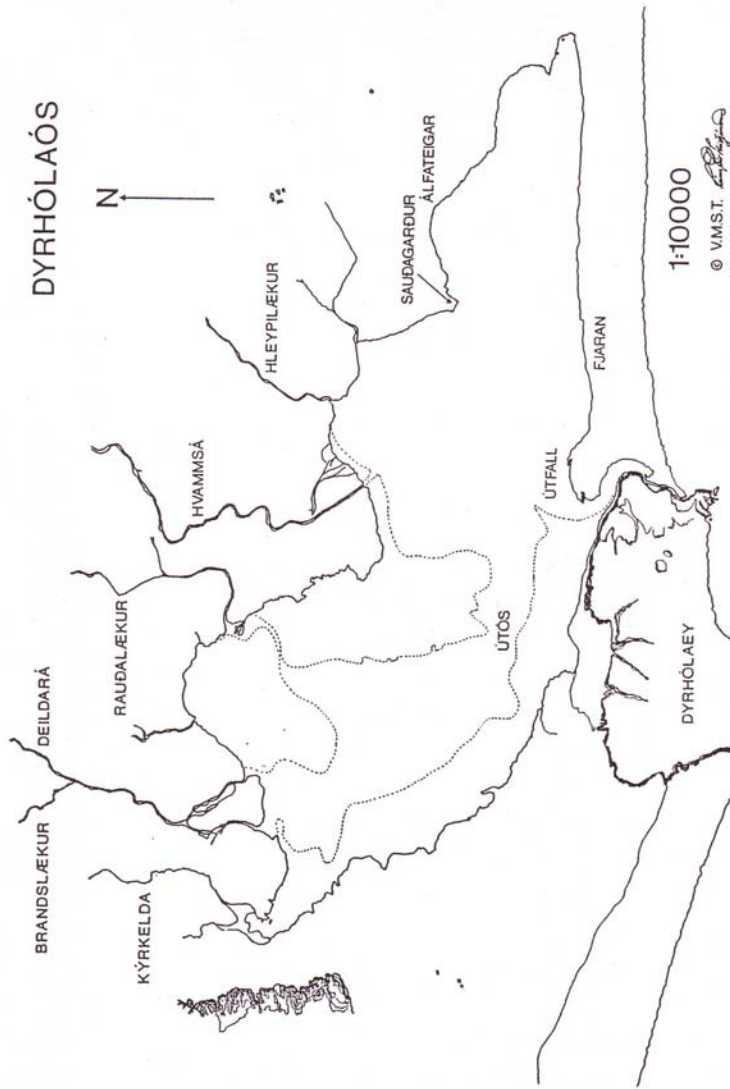 DYRHÓLAÓS
N
BRANDSLÆKUR
DEILDARÁ
KÝRKELDA
RAUÐALÆKUR
HVAMMSÁ
HLEYPILÆKUR
SAUÐAGARÐUR
ÁLFATEIGAR
ÚTÓS
ÚTFALL
FJARAN
DYRHÓLAEY
1:10000
© V.M.S.T.